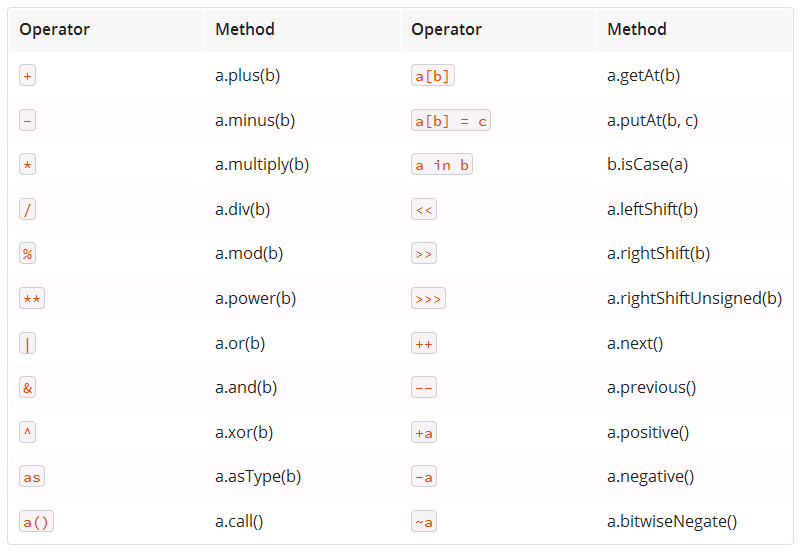 Operator Method Operator Method
+ a.plus(b) a[b] a.getAt(b)
- a.minus(b) a[b] = c a.putAt(b, c)
* a.multiply(b) a in b b.isCase(a)
/ a.div(b) << a.leftShift(b)
% a.mod(b) >> a.rightShift(b)
** a.power(b) >>> a.rightShiftUnsigned(b)
| a.or(b) ++ a.next()
& a.and(b) -- a.previous()
^ a.xor(b) +a a.positive()
as a.asType(b) -a a.negative()
a() a.call() ~a a.bitwiseNegate()